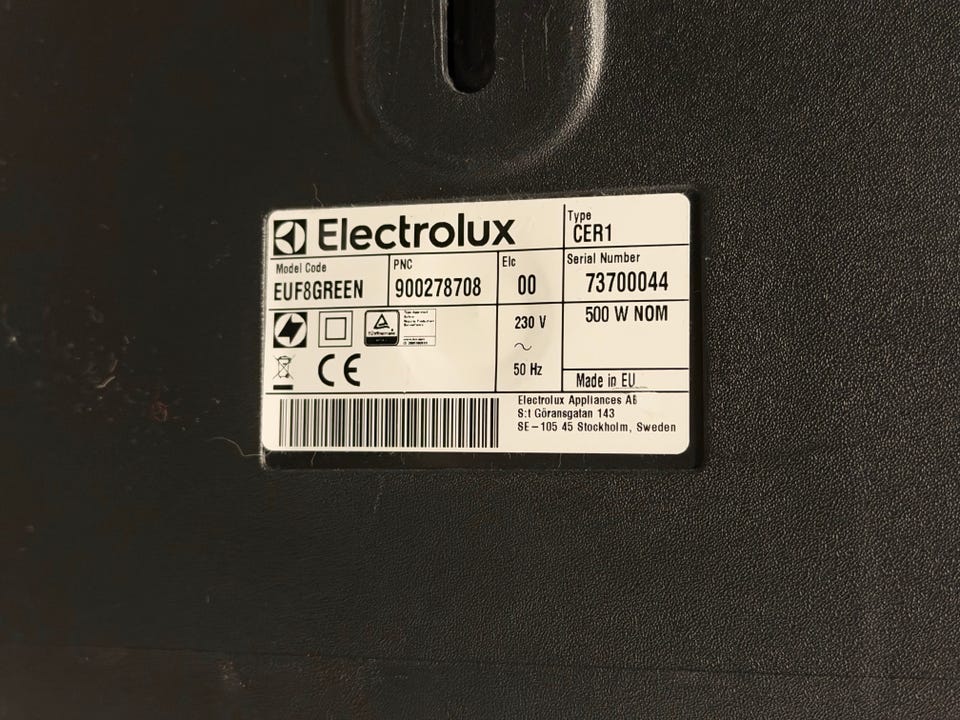 Electrolux
Type
CER1
Model Code
EUF8GREEN
PNC
900278708
Elc
00
Serial Number
73700044
230 V
50 Hz
500 W NOM
Made in EU
CE
Electrolux Appliances AB
S:t Göransgatan 143
SE-105 45 Stockholm, Sweden